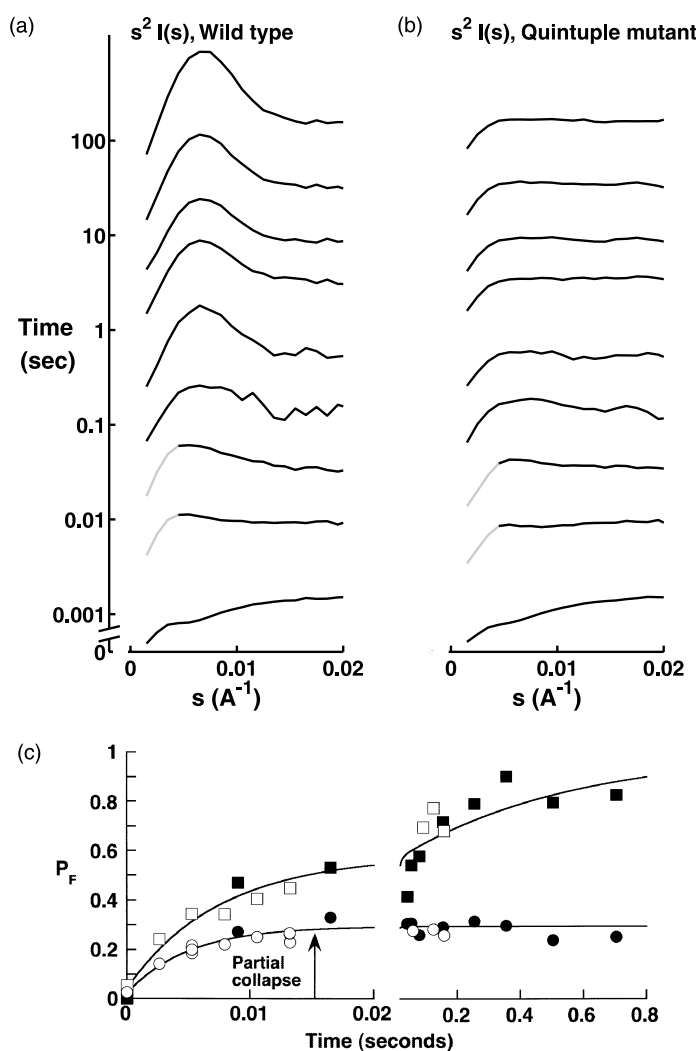 (a) s² I(s), Wild type
(b) s² I(s), Quintuple mutant
Time
(sec)
100
10
1
0.1
0.01
0.001
0
0 0.01 0.02
s (A⁻¹)
0 0.01 0.02
s (A⁻¹)
(c)
P_F
1
0.8
0.6
0.4
0.2
0
Partial
collapse
0 0.01 0.02
0.2 0.4 0.6 0.8
Time (seconds)